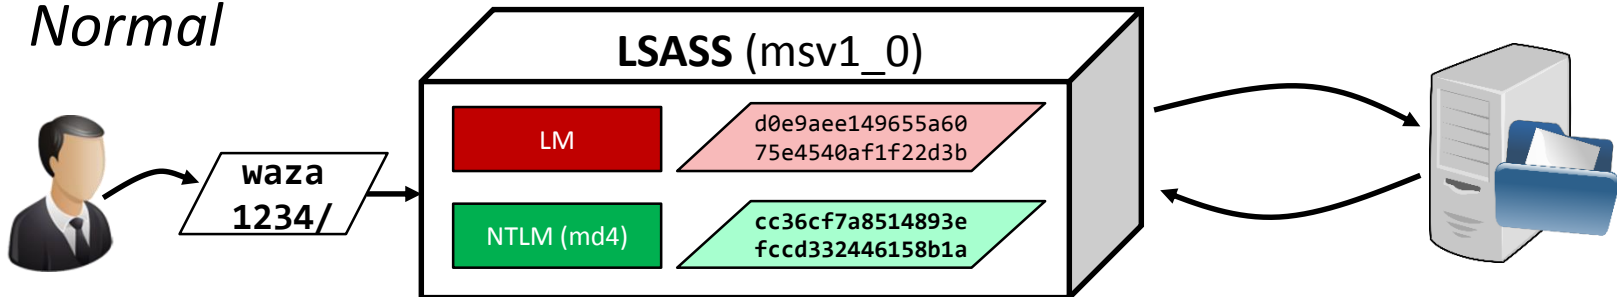 Normal
LSASS (msv1_0)
waza
1234/
LM
d0e9aee149655a60
75e4540af1f22d3b
NTLM (md4)
cc36cf7a8514893e
fccd332446158b1a